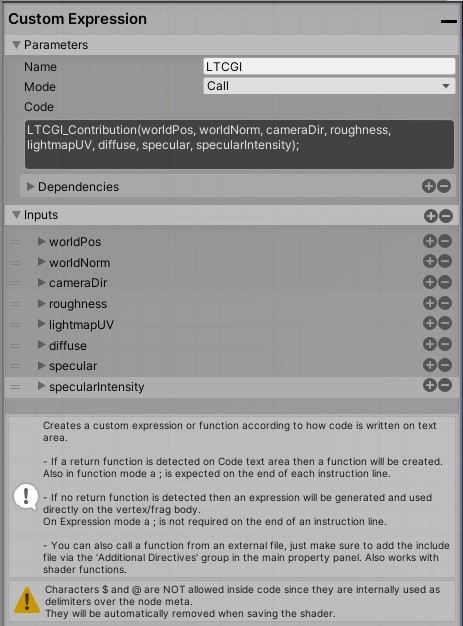 Custom Expression
Parameters
Name LTCGI
Mode Call
Code
LTCGI_Contribution(worldPos, worldNorm, cameraDir, roughness,
lightmapUV, diffuse, specular, specularIntensity);
Dependencies
Inputs
worldPos
worldNorm
cameraDir
roughness
lightmapUV
diffuse
specular
specularIntensity
Creates a custom expression or function according to how code is written on text
area.
- If a return function is detected on Code text area then a function will be created.
Also in function mode a ; is expected on the end of each instruction line.
- If no return function is detected then an expression will be generated and used
directly on the vertex/frag body.
On Expression mode a ; is not required on the end of an instruction line.
- You can also call a function from an external file, just make sure to add the include
file via the 'Additional Directives' group in the main property panel. Also works with
shader functions.
Characters $ and @ are NOT allowed inside code since they are internally used as
delimiters over the node meta.
They will be automatically removed when saving the shader.